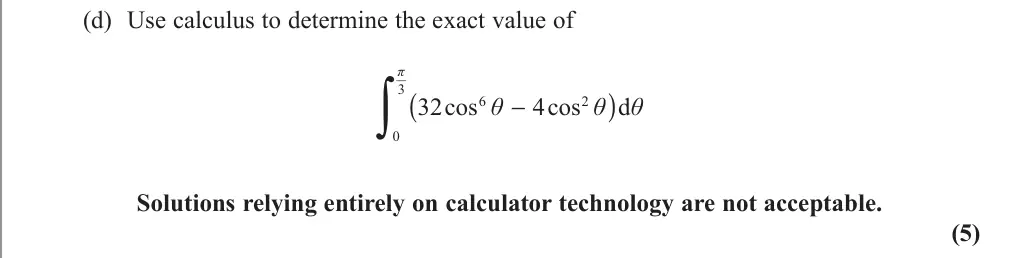 (d) Use calculus to determine the exact value of
∫₀^{π/3} (32cos⁶ θ – 4cos² θ)dθ
Solutions relying entirely on calculator technology are not acceptable.
(5)